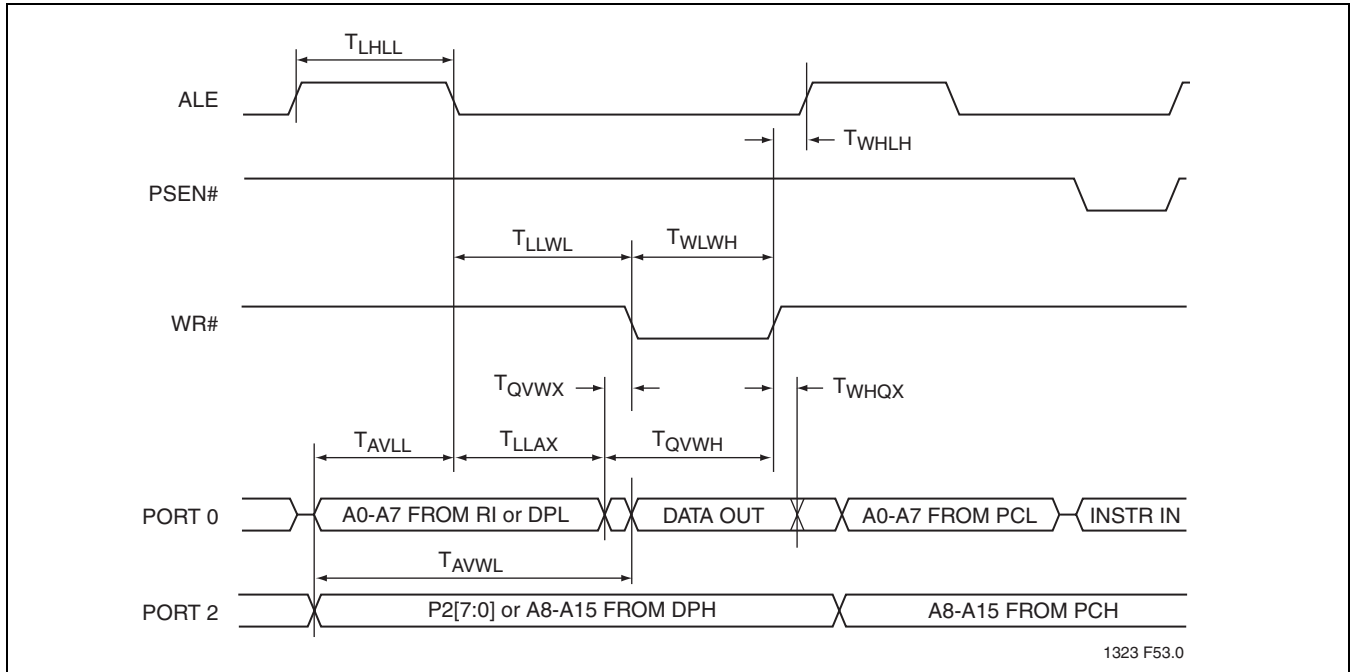 TLHLL
ALE
TWHLH
PSEN#
TLLWL TWLWH
WR#
TQVWX TWHQX
TAVLL TLLAX TQVWH
PORT 0 A0-A7 FROM RI or DPL DATA OUT A0-A7 FROM PCL INSTR IN
TAVWL
PORT 2 P2[7:0] or A8-A15 FROM DPH A8-A15 FROM PCH
1323 F53.0